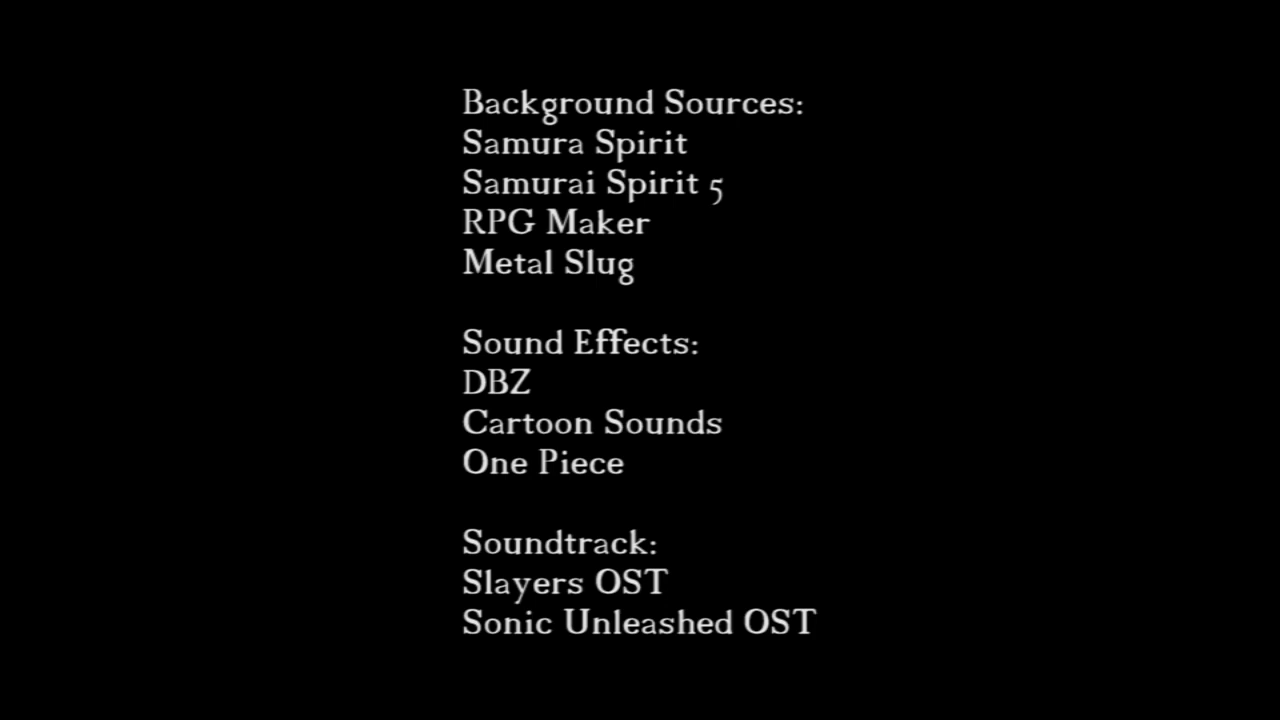 Background Sources:
Samura Spirit
Samurai Spirit 5
RPG Maker
Metal Slug
Sound Effects:
DBZ
Cartoon Sounds
One Piece
Soundtrack:
Slayers OST
Sonic Unleashed OST